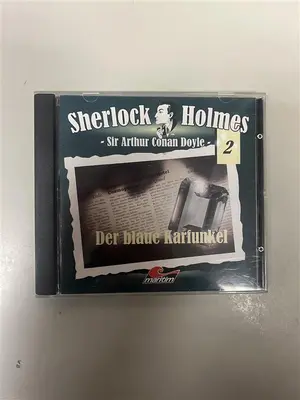 Sherlock Holmes
- Sir Arthur Conan Doyle -
2
Der blaue Karfunkel
maritim